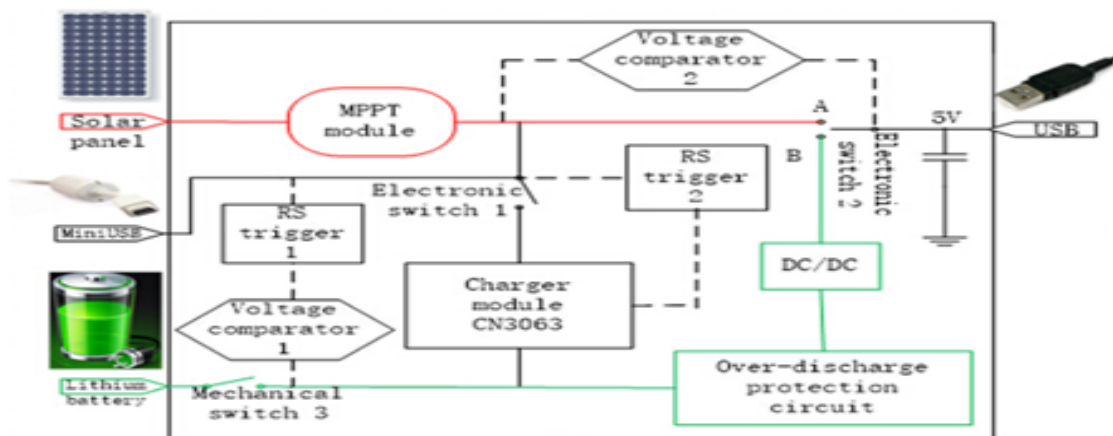 Voltage
comparator
2
MPPT
module
A
5V
Solar
panel
USB
B
Electronic
switch 2
RS
trigger
2
Electronic
switch 1
MiniUSB
RS
trigger
1
DC/DC
Charger
module
CN3063
Voltage
comparator
1
Lithium
battery
Mechanical
switch 3
Over-discharge
protection
circuit